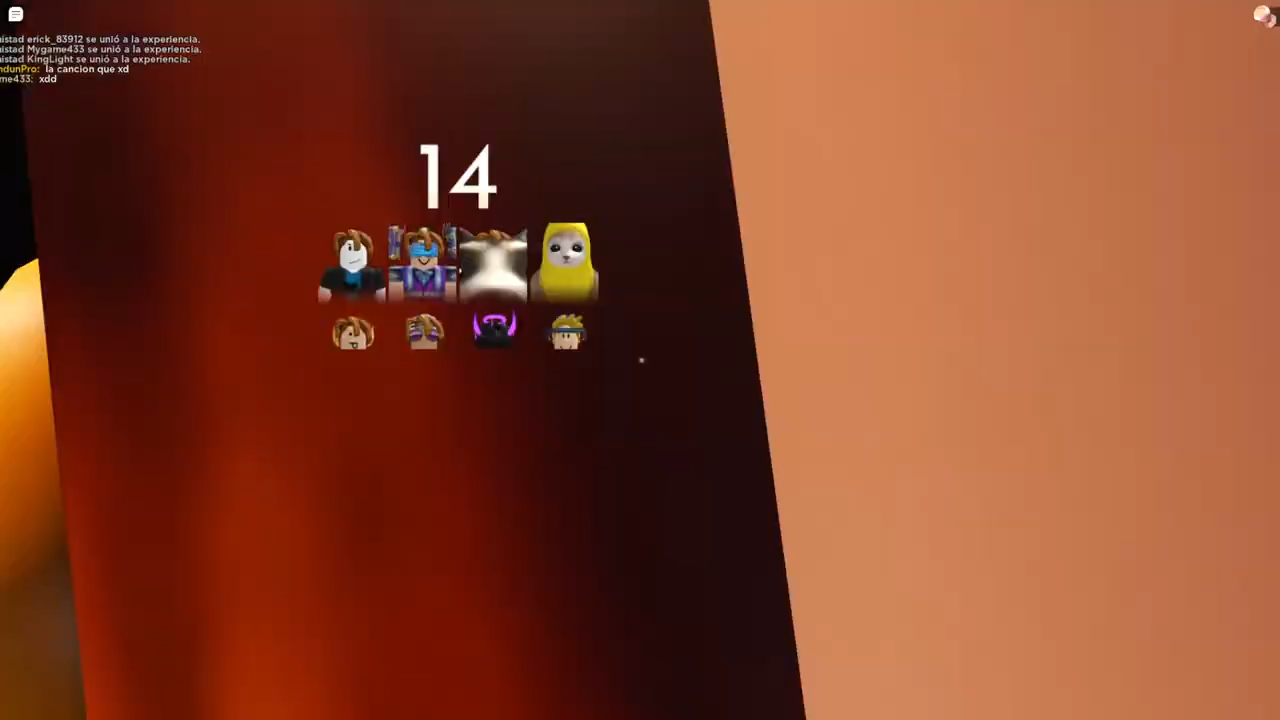 istad erick_83912 se unió a la experiencia.
istad Mygame433 se unió a la experiencia.
istad KingLight se unió a la experiencia.
ndunPro: la cancion que xd
me433: xdd
14